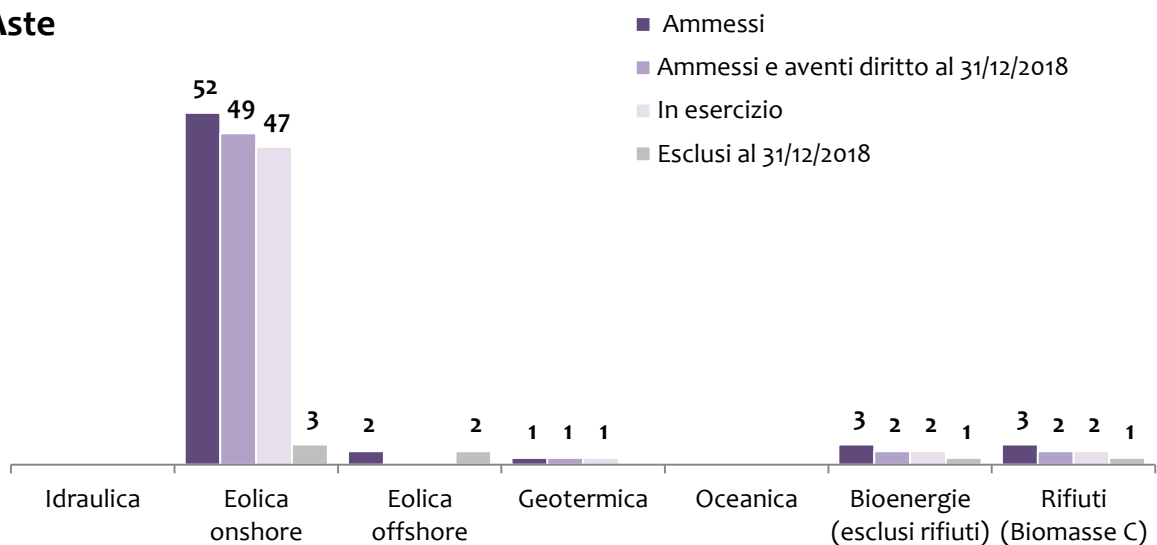 Aste
Ammessi
Ammessi e aventi diritto al 31/12/2018
In esercizio
Esclusi al 31/12/2018
52
49
47
3
2
2
1
1
1
3
2
2
1
3
2
2
1
Idraulica
Eolica
onshore
Eolica
offshore
Geotermica
Oceanica
Bioenergie
(esclusi rifiuti)
Rifiuti
(Biomasse C)